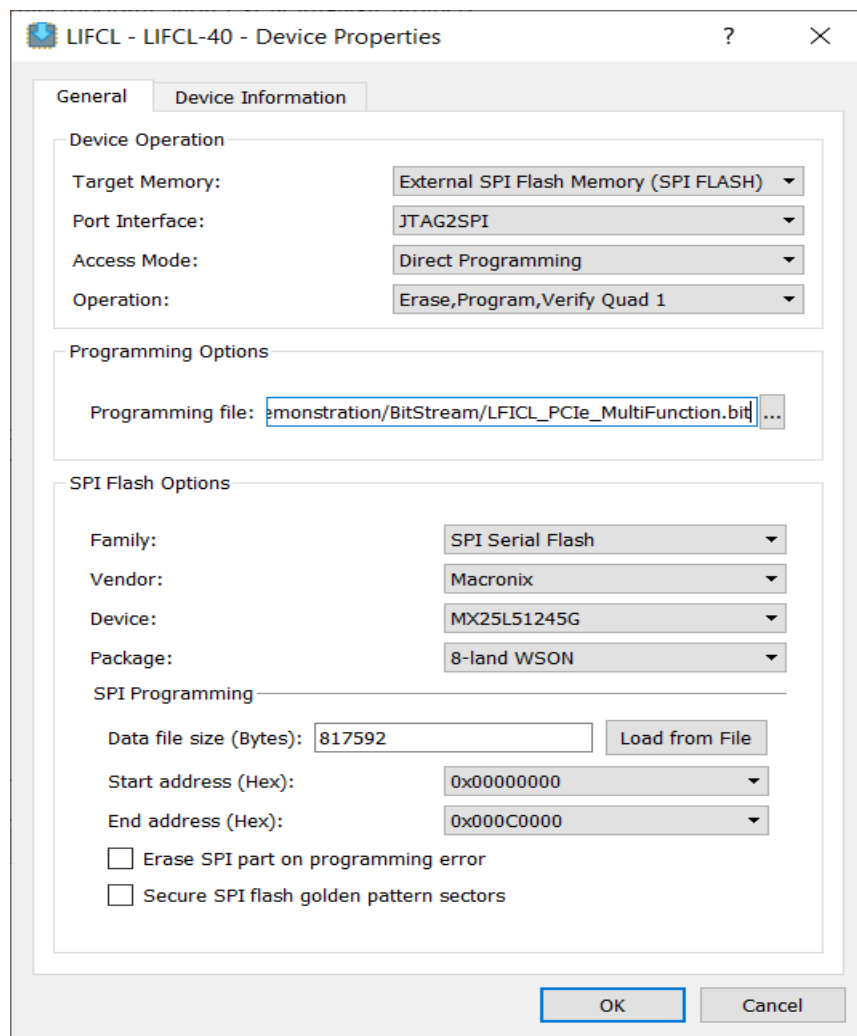 LIFCL - LIFCL-40 - Device Properties ?
General Device Information
Device Operation
Target Memory: External SPI Flash Memory (SPI FLASH)
Port Interface: JTAG2SPI
Access Mode: Direct Programming
Operation: Erase,Program,Verify Quad 1
Programming Options
Programming file: emonstration/BitStream/LFICL_PCIe_MultiFunction.bit ...
SPI Flash Options
Family: SPI Serial Flash
Vendor: Macronix
Device: MX25L51245G
Package: 8-land WSON
SPI Programming
Data file size (Bytes): 817592 Load from File
Start address (Hex): 0x00000000
End address (Hex): 0x000C0000
Erase SPI part on programming error
Secure SPI flash golden pattern sectors
OK Cancel